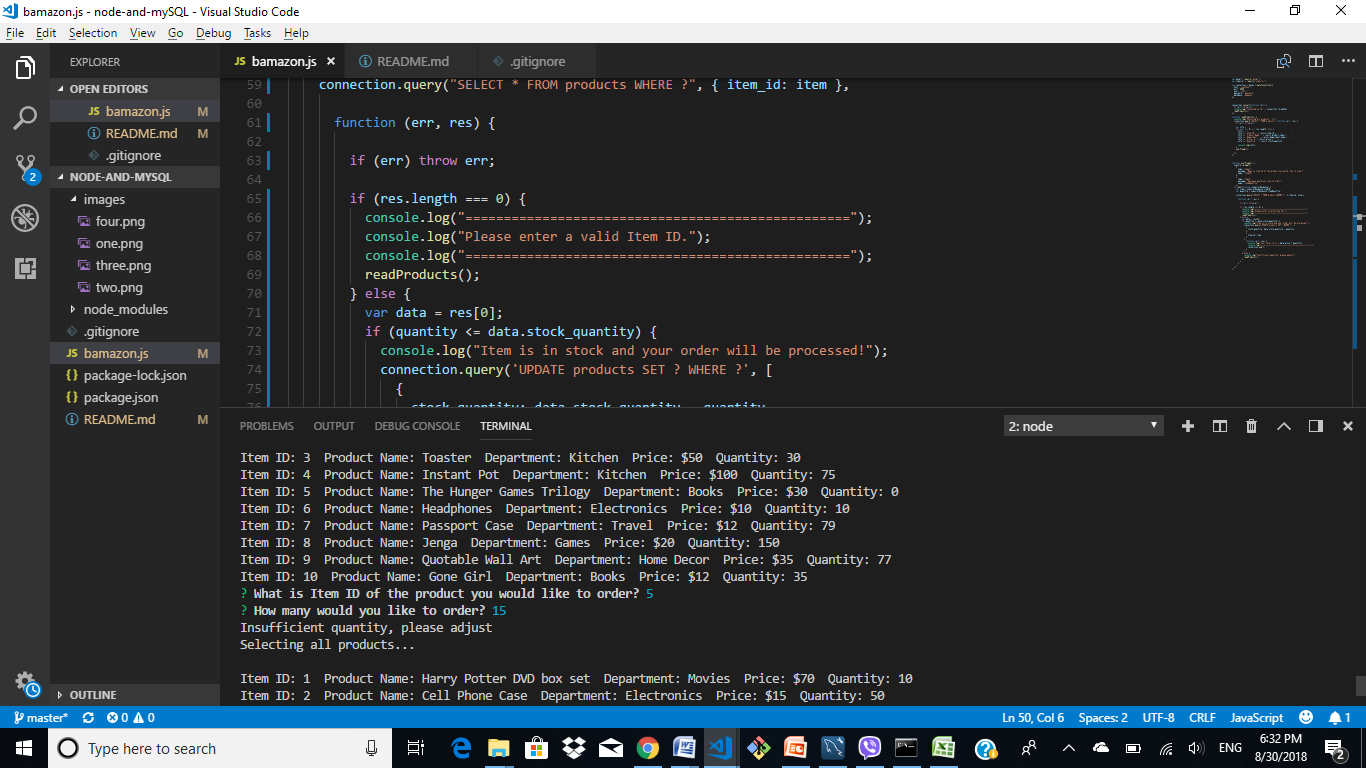 bamazon.js - node-and-mySQL - Visual Studio Code
File Edit Selection View Go Debug Tasks Help
EXPLORER
OPEN EDITORS
JS bamazon.js M
README.md M
.gitignore
NODE-AND-MYSQL
images
four.png
one.png
three.png
two.png
node_modules
.gitignore
JS bamazon.js M
{} package-lock.json
{} package.json
README.md M
OUTLINE
2
JS bamazon.js × README.md .gitignore
59 connection.query("SELECT * FROM products WHERE ?", { item_id: item },
60
61 function (err, res) {
62
63 if (err) throw err;
64
65 if (res.length === 0) {
66 console.log("==================================================");
67 console.log("Please enter a valid Item ID.");
68 console.log("==================================================");
69 readProducts();
70 } else {
71 var data = res[0];
72 if (quantity <= data.stock_quantity) {
73 console.log("Item is in stock and your order will be processed!");
74 connection.query('UPDATE products SET ? WHERE ?', [
75 {
76 stock_quantity: data.stock_quantity - quantity
PROBLEMS OUTPUT DEBUG CONSOLE TERMINAL 2: node
Item ID: 3 Product Name: Toaster Department: Kitchen Price: $50 Quantity: 30
Item ID: 4 Product Name: Instant Pot Department: Kitchen Price: $100 Quantity: 75
Item ID: 5 Product Name: The Hunger Games Trilogy Department: Books Price: $30 Quantity: 0
Item ID: 6 Product Name: Headphones Department: Electronics Price: $10 Quantity: 10
Item ID: 7 Product Name: Passport Case Department: Travel Price: $12 Quantity: 79
Item ID: 8 Product Name: Jenga Department: Games Price: $20 Quantity: 150
Item ID: 9 Product Name: Quotable Wall Art Department: Home Decor Price: $35 Quantity: 77
Item ID: 10 Product Name: Gone Girl Department: Books Price: $12 Quantity: 35
? What is Item ID of the product you would like to order? 5
? How many would you like to order? 15
Insufficient quantity, please adjust
Selecting all products...
Item ID: 1 Product Name: Harry Potter DVD box set Department: Movies Price: $70 Quantity: 10
Item ID: 2 Product Name: Cell Phone Case Department: Electronics Price: $15 Quantity: 50
master* 0 0 Ln 50, Col 6 Spaces: 2 UTF-8 CRLF JavaScript 1
Type here to search
ENG
6:32 PM
8/30/2018
2